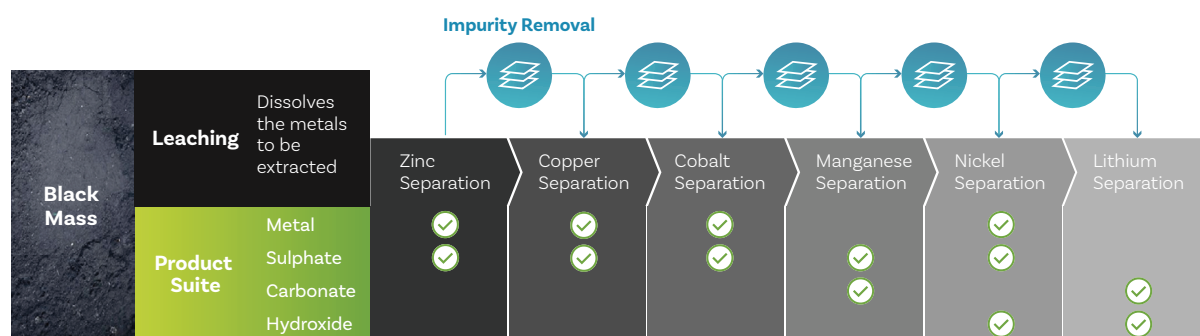 Impurity Removal
Black
Mass
Leaching
Dissolves
the metals
to be
extracted
Zinc
Separation
Copper
Separation
Cobalt
Separation
Manganese
Separation
Nickel
Separation
Lithium
Separation
Product
Suite
Metal
Sulphate
Carbonate
Hydroxide